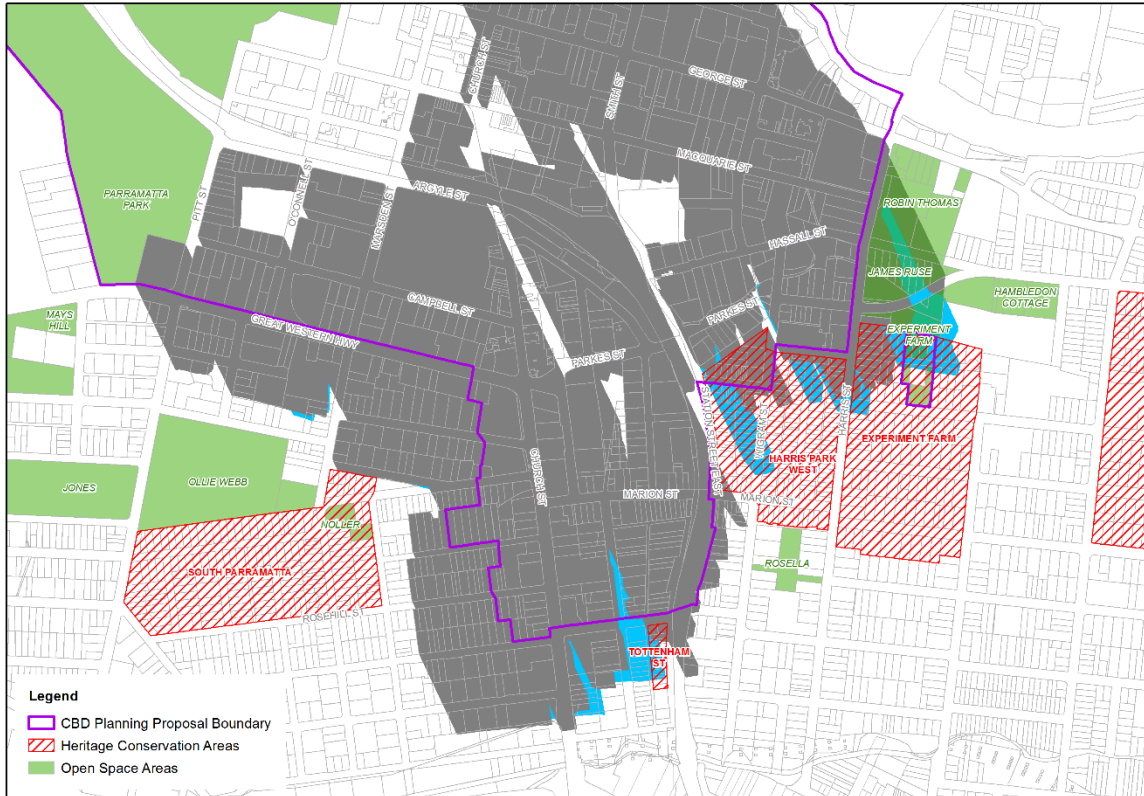 CHURCH ST
SMITH ST
GEORGE ST
MACQUARIE ST
ARGYLE ST
O'CONNELL ST
MARSDEN ST
PITT ST
PARRAMATTA
PARK
ROBIN THOMAS
HASSALL ST
JAMES RUSE
HAMBLEDON
COTTAGE
MAYS
HILL
CAMPBELL ST
GREAT WESTERN HWY
PARKES ST
PARKES ST
EXPERIMENT
FARM
STATION STREET EAST
WIGRAM ST
HARRIS ST
HARRIS PARK
WEST
EXPERIMENT FARM
CHURCH ST
MARION ST
MARION ST
JONES
OLLIE WEBB
NOLLER
SOUTH PARRAMATTA
ROSEHILL ST
ROSELLA
TOTTENHAM
ST
Legend
CBD Planning Proposal Boundary
Heritage Conservation Areas
Open Space Areas